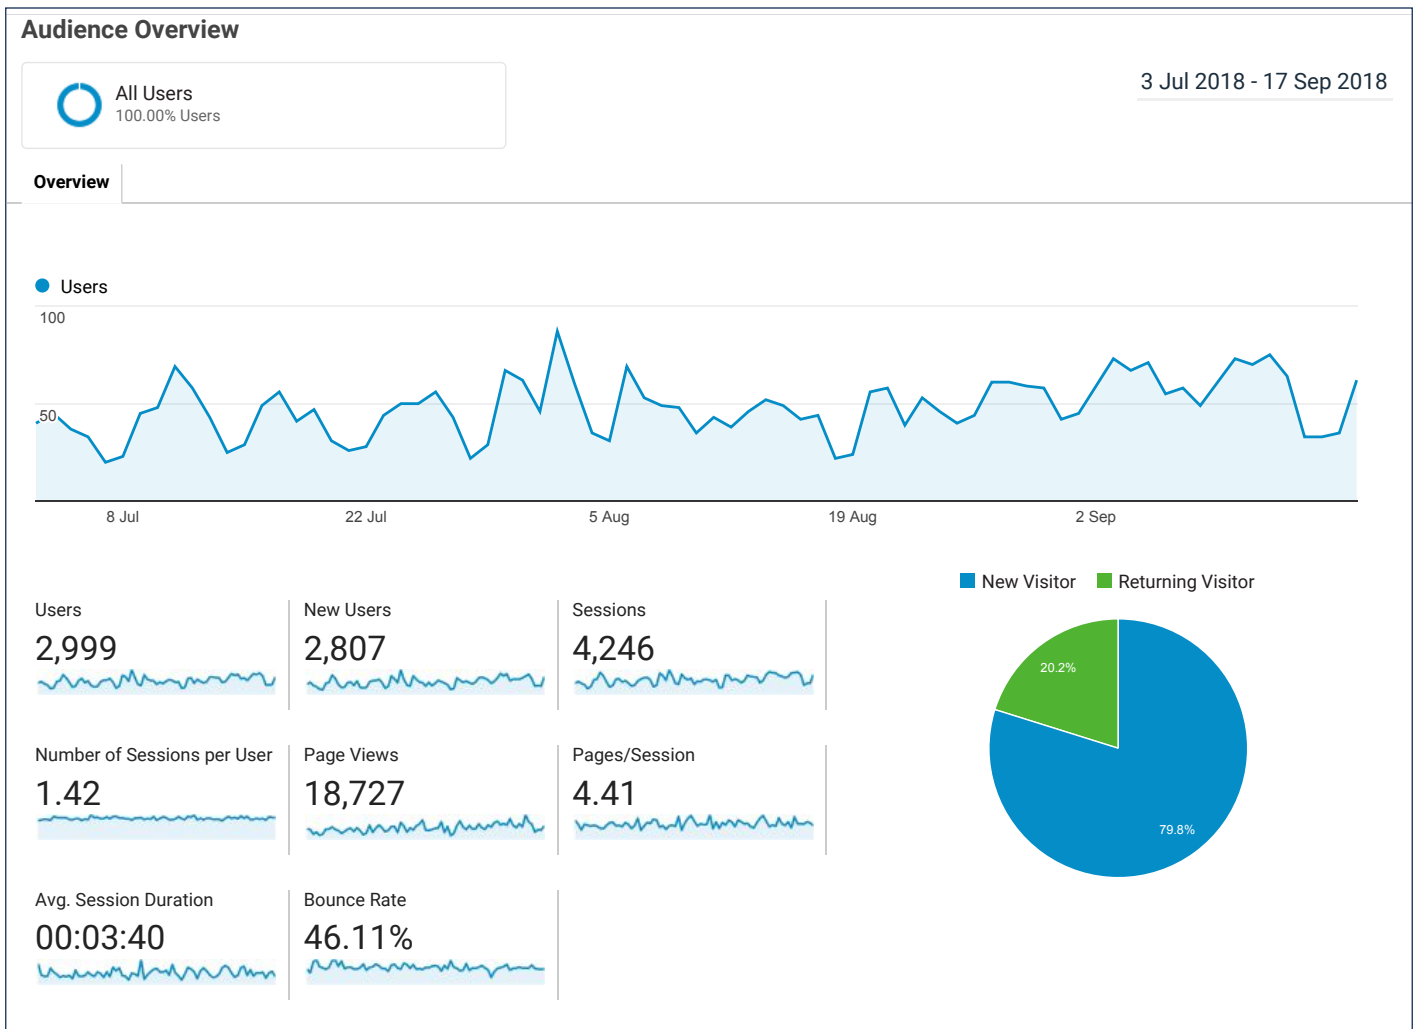 Audience Overview
All Users
100.00% Users
3 Jul 2018 - 17 Sep 2018
Overview
Users
100
50
8 Jul
22 Jul
5 Aug
19 Aug
2 Sep
New Visitor
Returning Visitor
20.2%
79.8%
Users
2,999
New Users
2,807
Sessions
4,246
Number of Sessions per User
1.42
Page Views
18,727
Pages/Session
4.41
Avg. Session Duration
00:03:40
Bounce Rate
46.11%